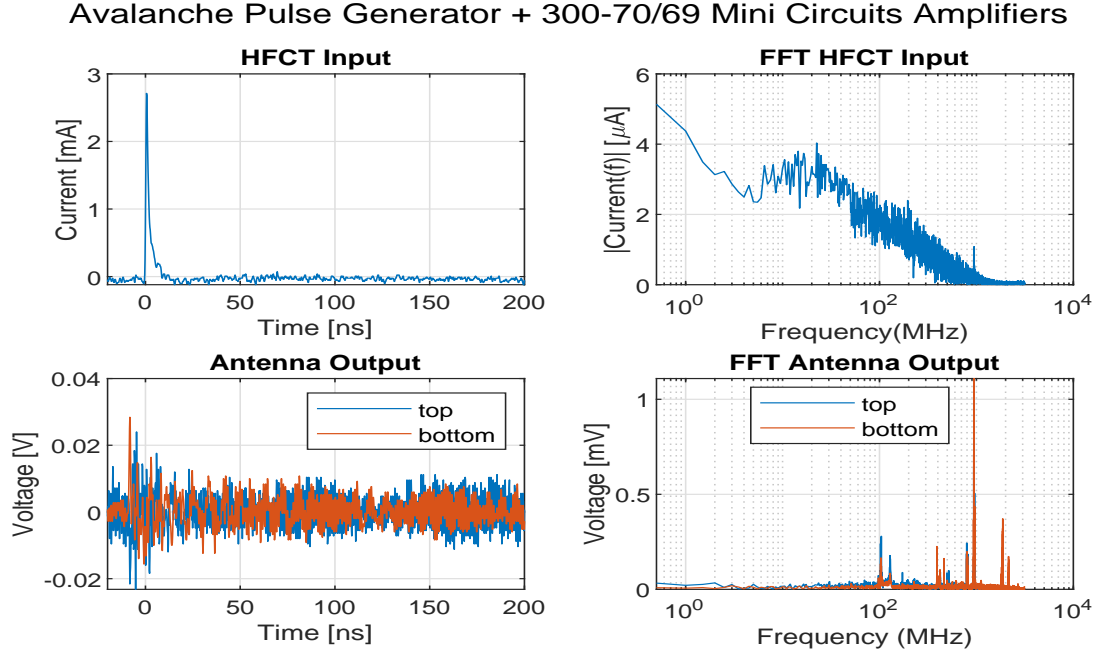 Avalanche Pulse Generator + 300-70/69 Mini Circuits Amplifiers
HFCT Input
3
2
1
0
Current [mA]
0
50
100
150
200
Time [ns]
FFT HFCT Input
6
4
2
0
|Current(f)| [μA]
10^0
10^2
10^4
Frequency(MHz)
Antenna Output
0.04
0.02
0
-0.02
Voltage [V]
top
bottom
0
50
100
150
200
Time [ns]
FFT Antenna Output
1
0.5
0
Voltage [mV]
top
bottom
10^0
10^2
10^4
Frequency (MHz)